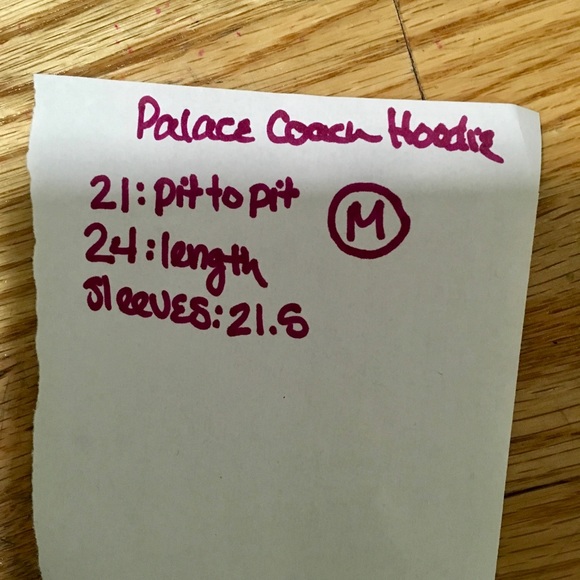 Palace Coach Hoodie
21: pit to pit
M
24: length
sleeves: 21.5